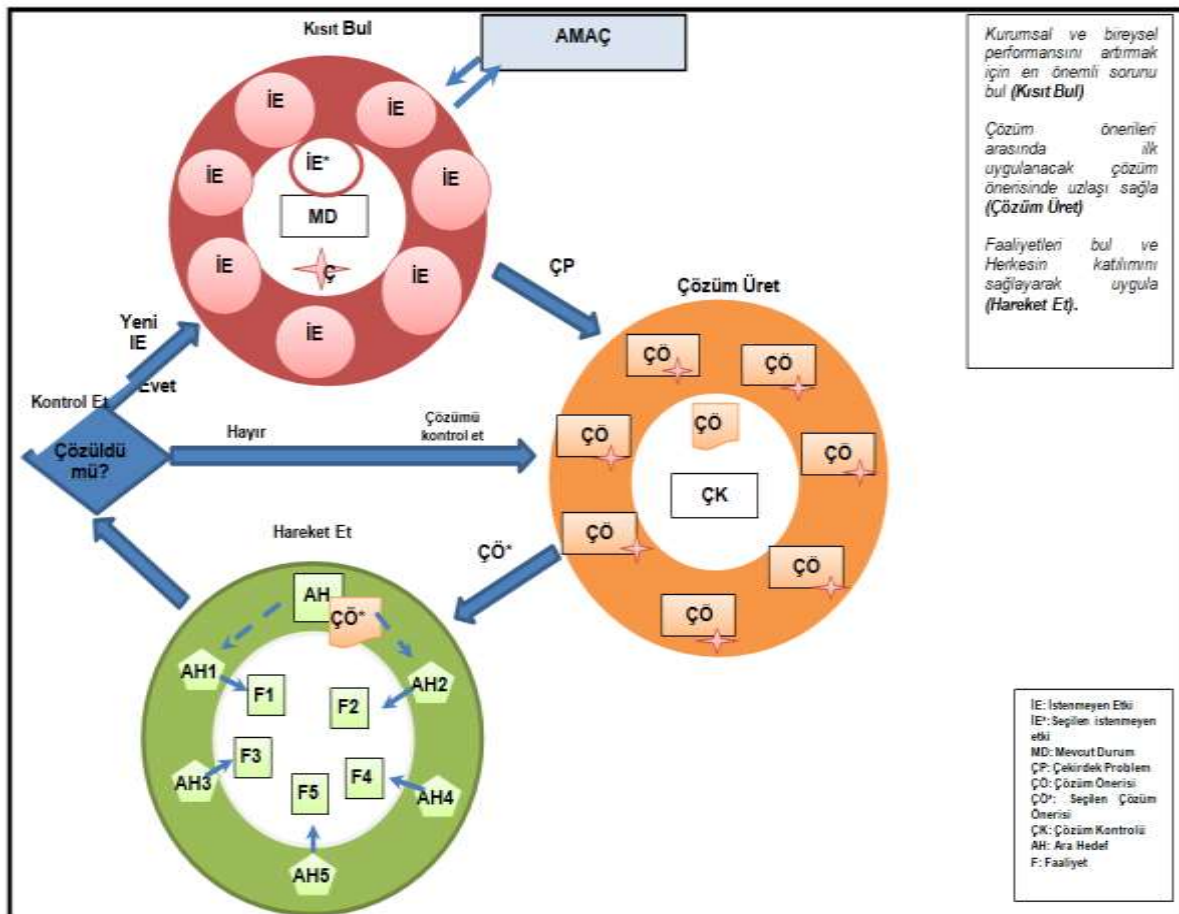 Kısıt Bul
AMAÇ
İE
İE
İE
İE*
İE
MD
İE
Ç
İE
İE
Kurumsal ve bireysel
performansını artırmak
için en önemli sorunu
bul (Kısıt Bul)
Çözüm önerileri
arasında ilk
uygulanacak çözüm
önerisinde uzlaşı sağla
(Çözüm Üret)
Faaliyetleri bul ve
Herkesin katılımını
sağlayarak uygula
(Hareket Et).
ÇP
Çözüm Üret
Yeni
IE
Evet
Kontrol Et
Çözüldü
mü?
Hayır
Çözümü
kontrol et
ÇÖ
ÇÖ
ÇÖ
ÇÖ
ÇÖ
ÇK
ÇÖ
ÇÖ
ÇÖ
ÇÖ*
Hareket Et
AH
ÇÖ*
AH1
AH2
F1
F2
F3
F4
AH3
AH4
F5
AH5
İE: İstenmeyen Etki
İE*: Seçilen istenmeyen
etki
MD: Mevcut Durum
ÇP: Çekirdek Problem
ÇÖ: Çözüm Önerisi
ÇÖ*: Seçilen Çözüm
Önerisi
ÇK: Çözüm Kontrolü
AH: Ara Hedef
F: Faaliyet